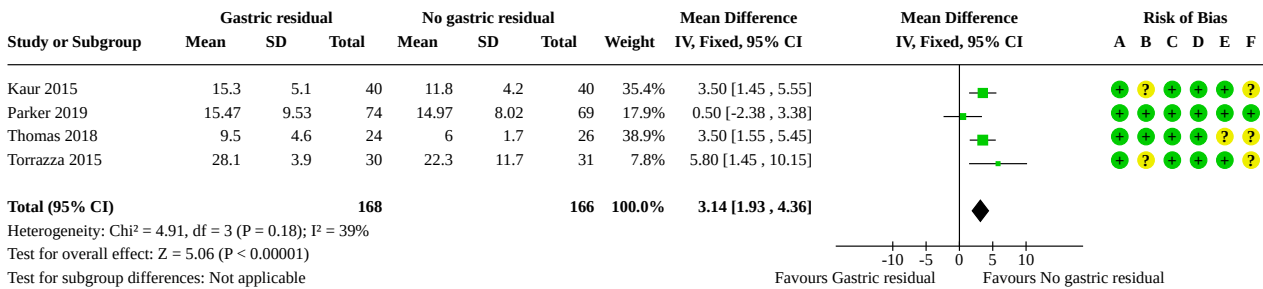 Gastric residual No gastric residual Mean Difference Mean Difference Risk of Bias
Study or Subgroup Mean SD Total Mean SD Total Weight IV, Fixed, 95% CI IV, Fixed, 95% CI A B C D E F
Kaur 2015 15.3 5.1 40 11.8 4.2 40 35.4% 3.50 [1.45 , 5.55] + ? + + + ?
Parker 2019 15.47 9.53 74 14.97 8.02 69 17.9% 0.50 [-2.38 , 3.38] + + + + + +
Thomas 2018 9.5 4.6 24 6 1.7 26 38.9% 3.50 [1.55 , 5.45] + + + + ? ?
Torrazza 2015 28.1 3.9 30 22.3 11.7 31 7.8% 5.80 [1.45 , 10.15] + ? + + + ?
Total (95% CI) 168 166 100.0% 3.14 [1.93 , 4.36]
Heterogeneity: Chi² = 4.91, df = 3 (P = 0.18); I² = 39%
Test for overall effect: Z = 5.06 (P < 0.00001)
-10 -5 0 5 10
Test for subgroup differences: Not applicable Favours Gastric residual Favours No gastric residual